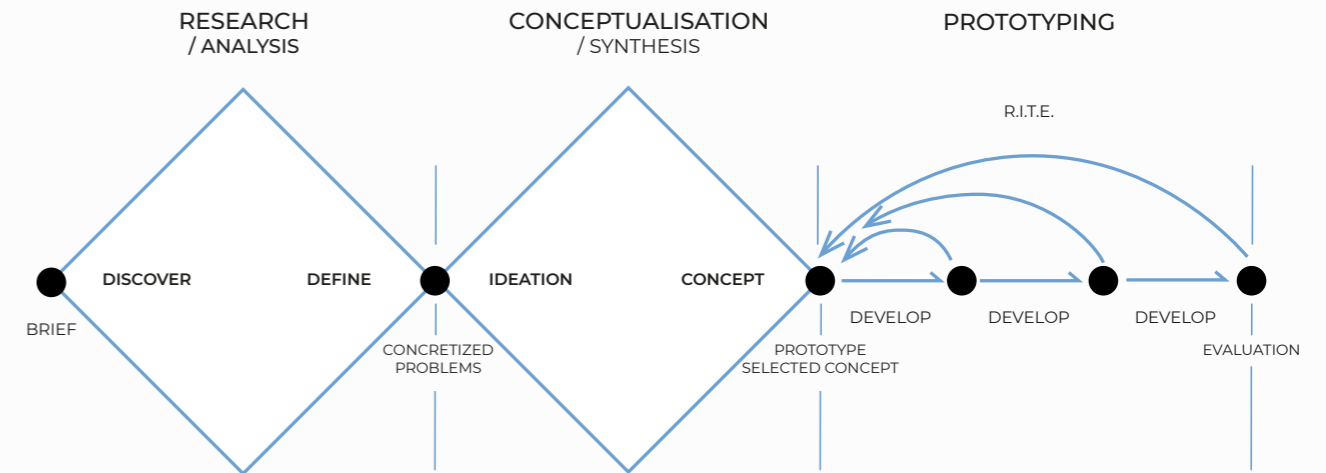 RESEARCH
/ ANALYSIS
CONCEPTUALISATION
/ SYNTHESIS
PROTOTYPING
R.I.T.E.
DISCOVER
DEFINE
IDEATION
CONCEPT
BRIEF
CONCRETIZED
PROBLEMS
PROTOTYPE
SELECTED CONCEPT
DEVELOP
DEVELOP
DEVELOP
EVALUATION